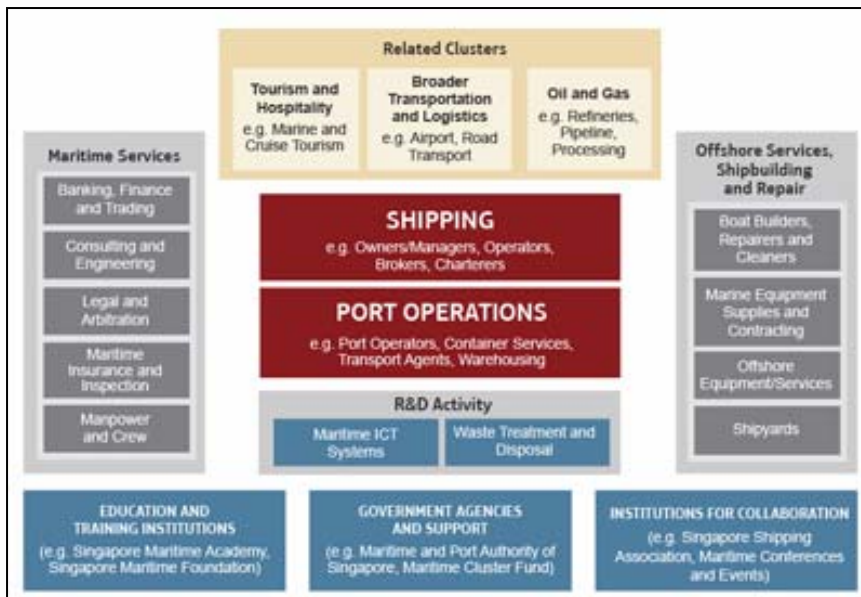 Related Clusters
Tourism and
Hospitality
e.g. Marine and
Cruise Tourism
Broader
Transportation
and Logistics
e.g. Airport, Road
Transport
Oil and Gas
e.g. Refineries,
Pipeline,
Processing
Maritime Services
Banking, Finance
and Trading
Consulting and
Engineering
Legal and
Arbitration
Maritime
Insurance and
Inspection
Manpower
and Crew
SHIPPING
e.g. Owners/Managers, Operators,
Brokers, Charterers
PORT OPERATIONS
e.g. Port Operators, Container Services,
Transport Agents, Warehousing
R&D Activity
Maritime ICT
Systems
Waste Treatment and
Disposal
Offshore Services,
Shipbuilding
and Repair
Boat Builders,
Repairers and
Cleaners
Marine Equipment
Supplies and
Contracting
Offshore
Equipment/Services
Shipyards
EDUCATION AND
TRAINING INSTITUTIONS
(e.g. Singapore Maritime Academy,
Singapore Maritime Foundation)
GOVERNMENT AGENCIES
AND SUPPORT
(e.g. Maritime and Port Authority of
Singapore, Maritime Cluster Fund)
INSTITUTIONS FOR COLLABORATION
(e.g. Singapore Shipping
Association, Maritime Conferences
and Events)